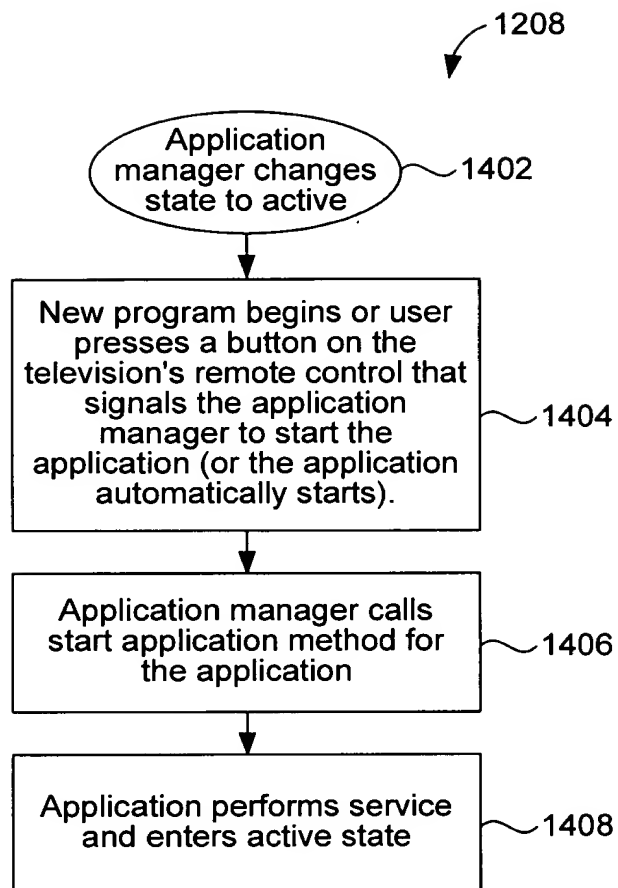 1208
Application
manager changes
state to active
1402
New program begins or user
presses a button on the
television's remote control that
signals the application
manager to start the
application (or the application
automatically starts).
1404
Application manager calls
start application method for
the application
1406
Application performs service
and enters active state
1408